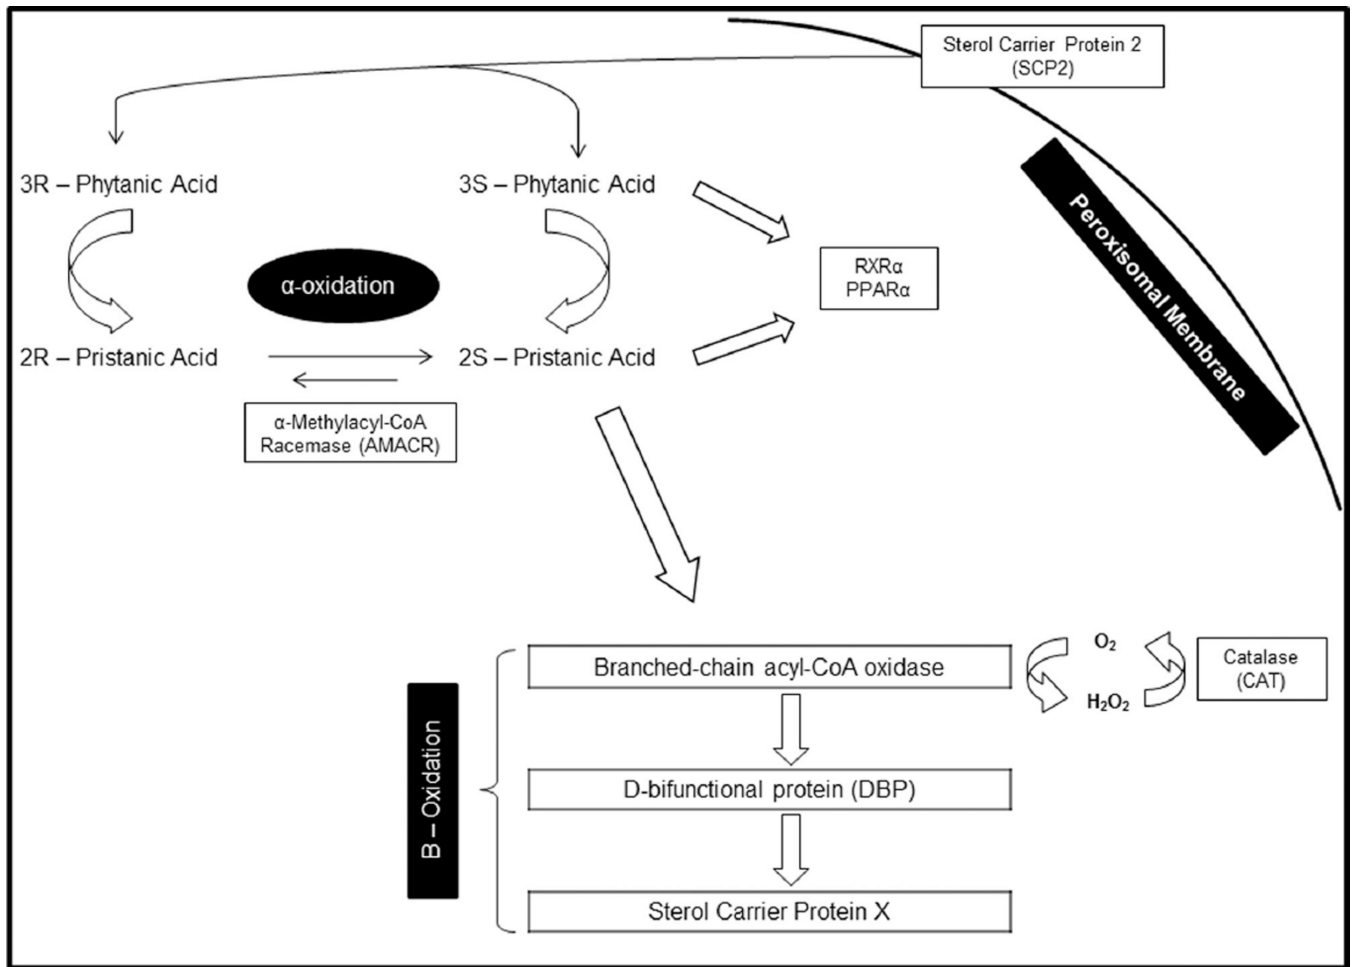 Sterol Carrier Protein 2
(SCP2)
3R – Phytanic Acid
3S – Phytanic Acid
Peroxisomal Membrane
RXRα
PPARα
α-oxidation
2R – Pristanic Acid
2S – Pristanic Acid
α-Methylacyl-CoA
Racemase (AMACR)
B – Oxidation
Branched-chain acyl-CoA oxidase
O₂
H₂O₂
Catalase
(CAT)
D-bifunctional protein (DBP)
Sterol Carrier Protein X